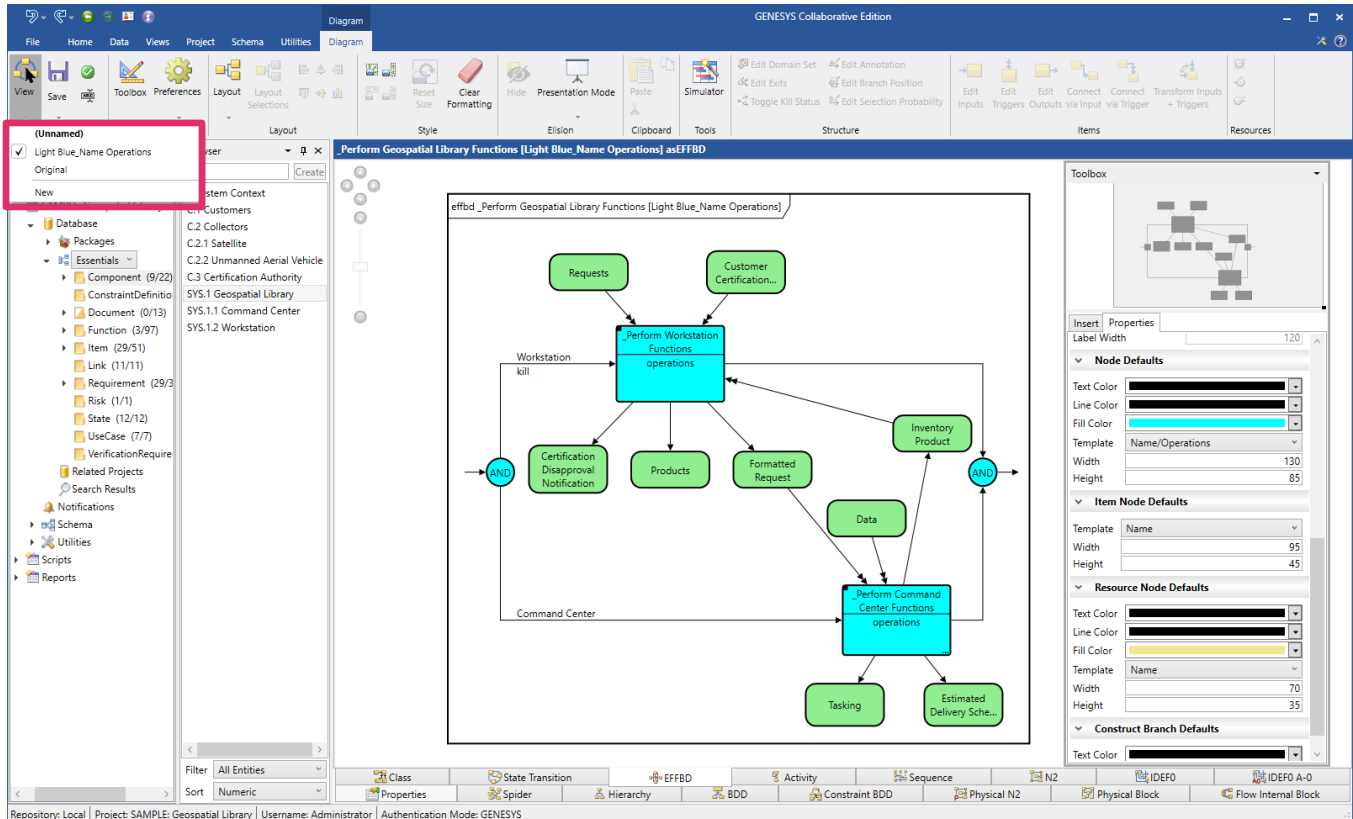 Diagram
GENESYS Collaborative Edition
File Home Data Views Project Schema Utilities Diagram
View
Save
Toolbox
Preferences
Layout
Layout Selections
Reset Size
Clear Formatting
Hide
Presentation Mode
Paste
Simulator
Edit Domain Set
Edit Annotation
Edit Exits
Edit Branch Position
Toggle Kill Status
Edit Selection Probability
Edit Inputs
Edit Triggers
Edit Outputs
Connect via Input
Connect via Trigger
Transform Inputs + Triggers
Layout Style Elision Clipboard Tools Structure Items Resources
(Unnamed)
Light Blue_Name Operations
Original
New
Create
Database
Packages
Essentials
Component (9/22)
ConstraintDefinitio
Document (0/13)
Function (3/97)
Item (29/51)
Link (11/11)
Requirement (29/3
Risk (1/1)
State (12/12)
UseCase (7/7)
VerificationRequire
Related Projects
Search Results
Notifications
Schema
Utilities
Scripts
Reports
stem Context
C.1 Customers
C.2 Collectors
C.2.1 Satellite
C.2.2 Unmanned Aerial Vehicle
C.3 Certification Authority
SYS.1 Geospatial Library
SYS.1.1 Command Center
SYS.1.2 Workstation
Filter All Entities
Sort Numeric
_Perform Geospatial Library Functions [Light Blue_Name Operations] asEFFBD
effbd _Perform Geospatial Library Functions [Light Blue_Name Operations]
Requests
Customer
Certification...
_Perform Workstation
Functions
operations
Workstation
kill
Inventory
Product
Certification
Disapproval
Notification
Products
Formatted
Request
AND
AND
Data
_Perform Command
Center Functions
operations
...
Command Center
Tasking
Estimated
Delivery Sche...
Toolbox
Insert Properties
Label Width 120
Node Defaults
Text Color
Line Color
Fill Color
Template Name/Operations
Width 130
Height 85
Item Node Defaults
Template Name
Width 95
Height 45
Resource Node Defaults
Text Color
Line Color
Fill Color
Template Name
Width 70
Height 35
Construct Branch Defaults
Text Color
Class State Transition EFFBD Activity Sequence N2 IDEF0 IDEF0 A-0
Properties Spider Hierarchy BDD Constraint BDD Physical N2 Physical Block Flow Internal Block
Repository: Local Project: SAMPLE: Geospatial Library Username: Administrator Authentication Mode: GENESYS